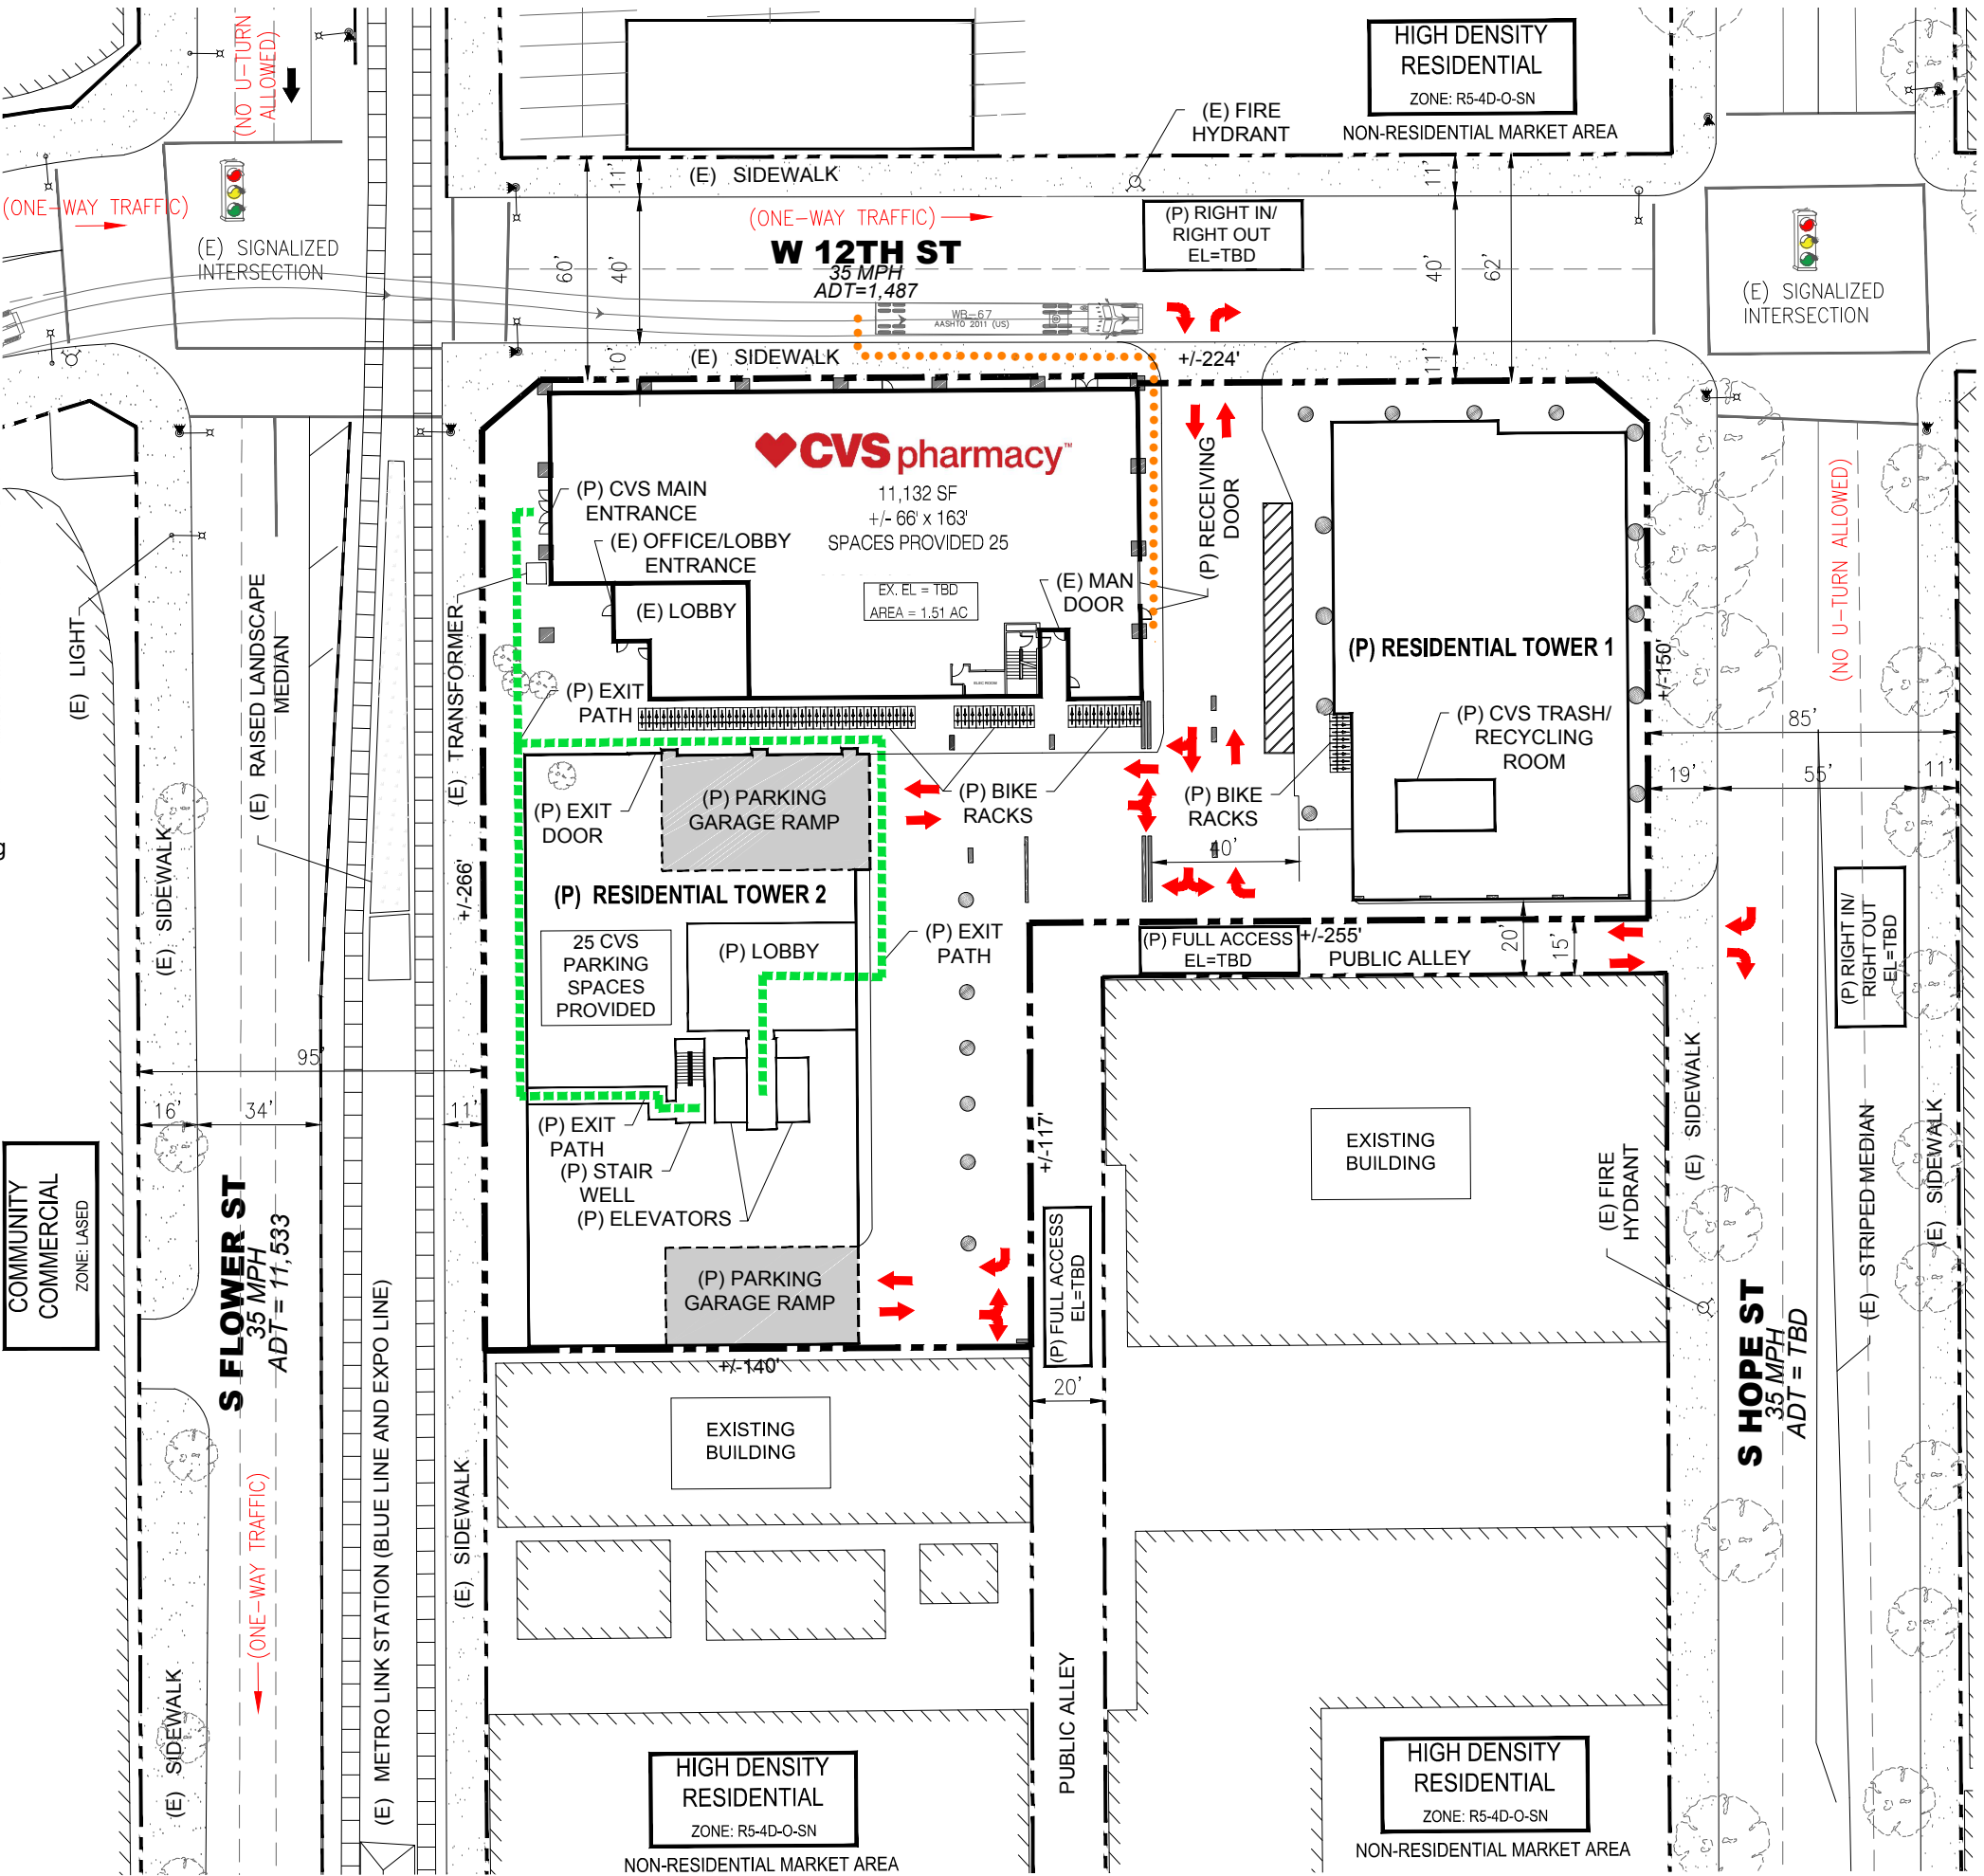 (NO U-TURN
ALLOWED)
HIGH DENSITY
RESIDENTIAL
ZONE: R5-4D-O-SN
NON-RESIDENTIAL MARKET AREA
(E) FIRE
HYDRANT
(E) SIDEWALK
11'
11'
(ONE-WAY TRAFFIC)
(ONE-WAY TRAFFIC)
(P) RIGHT IN/
RIGHT OUT
EL=TBD
(E) SIGNALIZED
INTERSECTION
W 12TH ST
35 MPH
ADT=1,487
60'
40'
40'
62'
(E) SIGNALIZED
INTERSECTION
WB-67
AASHTO 2011 (US)
10'
(E) SIDEWALK
+/-224'
11'
CVS pharmacy™
11,132 SF
+/- 66' x 163'
SPACES PROVIDED 25
(P) CVS MAIN
ENTRANCE
(E) OFFICE/LOBBY
ENTRANCE
(P) RECEIVING
DOOR
(NO U-TURN ALLOWED)
(E) LOBBY
EX. EL = TBD
AREA = 1.51 AC
(E) MAN
DOOR
(E) LIGHT
(E) RAISED LANDSCAPE
MEDIAN
(E) TRANSFORMER
(P) RESIDENTIAL TOWER 1
+/-150'
ELEC ROOM
(P) EXIT
PATH
(P) CVS TRASH/
RECYCLING
ROOM
85'
19'
55'
11'
g
(P) EXIT
DOOR
(P) PARKING
GARAGE RAMP
(P) BIKE
RACKS
(P) BIKE
RACKS
40'
(E) SIDEWALK
+/-266'
(P) RESIDENTIAL TOWER 2
25 CVS
PARKING
SPACES
PROVIDED
(P) LOBBY
(P) EXIT
PATH
(P) FULL ACCESS
EL=TBD
+/-255'
PUBLIC ALLEY
20'
15'
(P) RIGHT IN/
RIGHT OUT
EL=TBD
95'
16'
34'
11'
(P) EXIT
PATH
(P) STAIR
WELL
(P) ELEVATORS
+/-117'
EXISTING
BUILDING
(E) SIDEWALK
(E) FIRE
HYDRANT
(E) STRIPED MEDIAN
(E) SIDEWALK
COMMUNITY
COMMERCIAL
ZONE: LASED
S FLOWER ST
35 MPH
ADT = 11,533
(E) METRO LINK STATION (BLUE LINE AND EXPO LINE)
(P) PARKING
GARAGE RAMP
(P) FULL ACCESS
EL=TBD
S HOPE ST
35 MPH
ADT = TBD
+/-140'
20'
EXISTING
BUILDING
(ONE-WAY TRAFFIC)
(E) SIDEWALK
(E) SIDEWALK
PUBLIC ALLEY
HIGH DENSITY
RESIDENTIAL
ZONE: R5-4D-O-SN
NON-RESIDENTIAL MARKET AREA
HIGH DENSITY
RESIDENTIAL
ZONE: R5-4D-O-SN
NON-RESIDENTIAL MARKET AREA